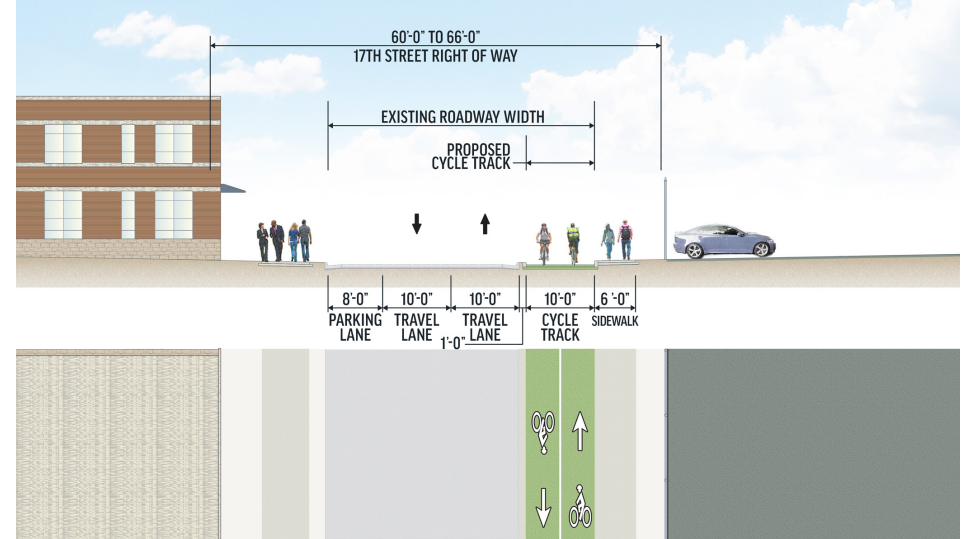 60'-0" TO 66'-0"
17TH STREET RIGHT OF WAY
EXISTING ROADWAY WIDTH
PROPOSED
CYCLE TRACK
8'-0"
PARKING
LANE
10'-0"
TRAVEL
LANE
10'-0"
TRAVEL
LANE
1'-0"
10'-0"
CYCLE
TRACK
6 '-0"
SIDEWALK